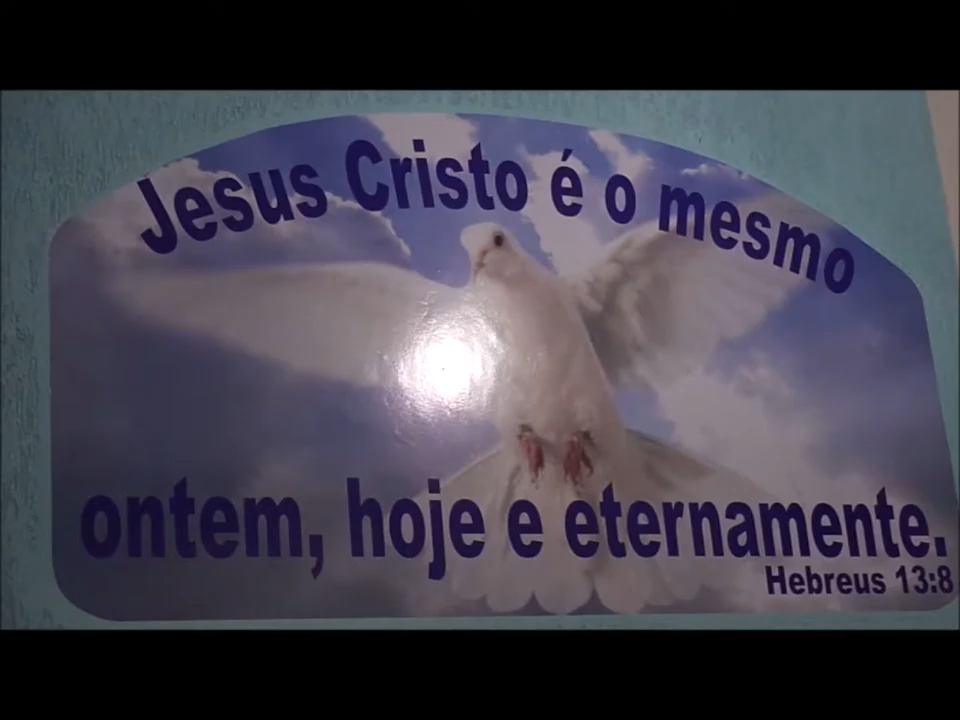 Jesus Cristo é o mesmo
ontem, hoje e eternamente.
Hebreus 13:8